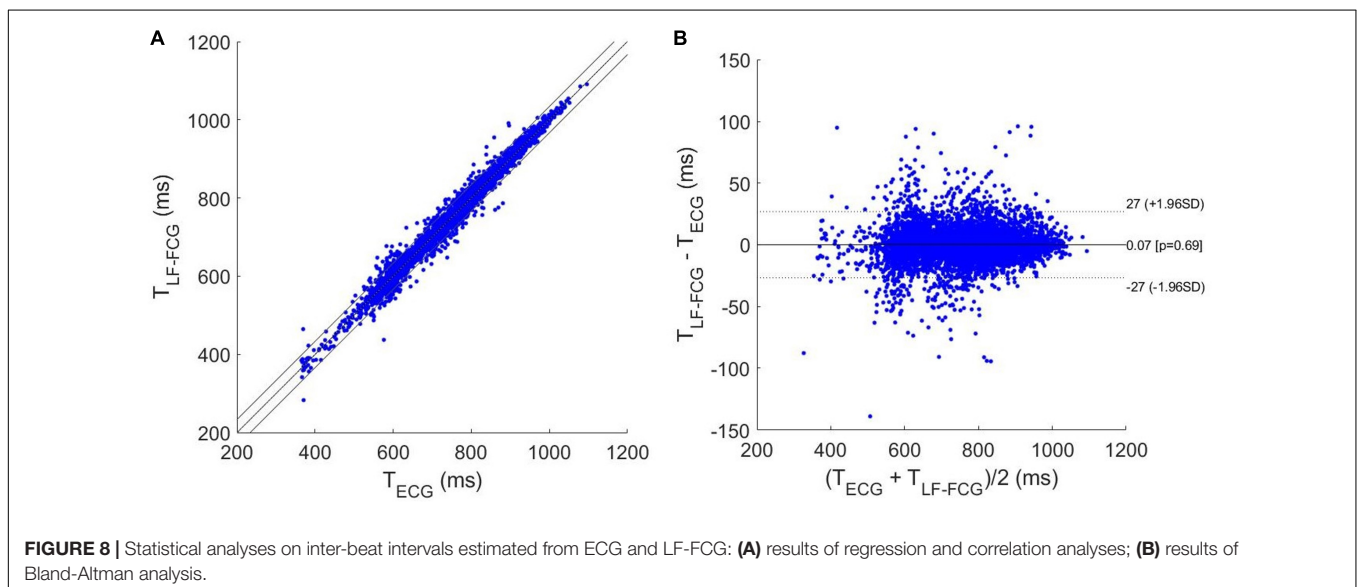 A
1200
1000
800
600
400
200
200 400 600 800 1000 1200
T_LF-FCG (ms)
T_ECG (ms)
B
150
100
50
0
-50
-100
-150
200 400 600 800 1000 1200
T_LF-FCG - T_ECG (ms)
(T_ECG + T_LF-FCG)/2 (ms)
27 (+1.96SD)
0.07 [p=0.69]
-27 (-1.96SD)
FIGURE 8 | Statistical analyses on inter-beat intervals estimated from ECG and LF-FCG: (A) results of regression and correlation analyses; (B) results of
Bland-Altman analysis.